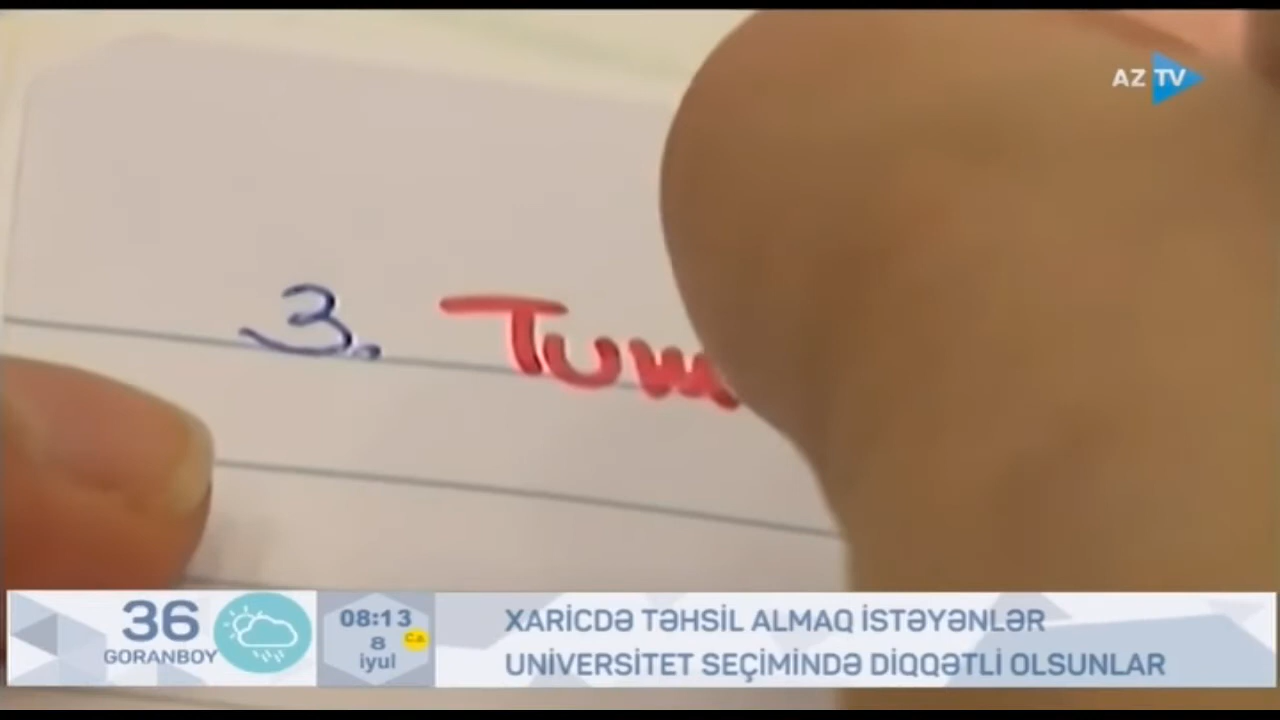 AZ TV
3. Tum
36
GORANBOY
08:13
8
iyul
C.a
XARİCDƏ TƏHSİL ALMAQ İSTƏYƏNLƏR
UNİVERSİTET SEÇİMİNDƏ DİQQƏTLİ OLSUNLAR